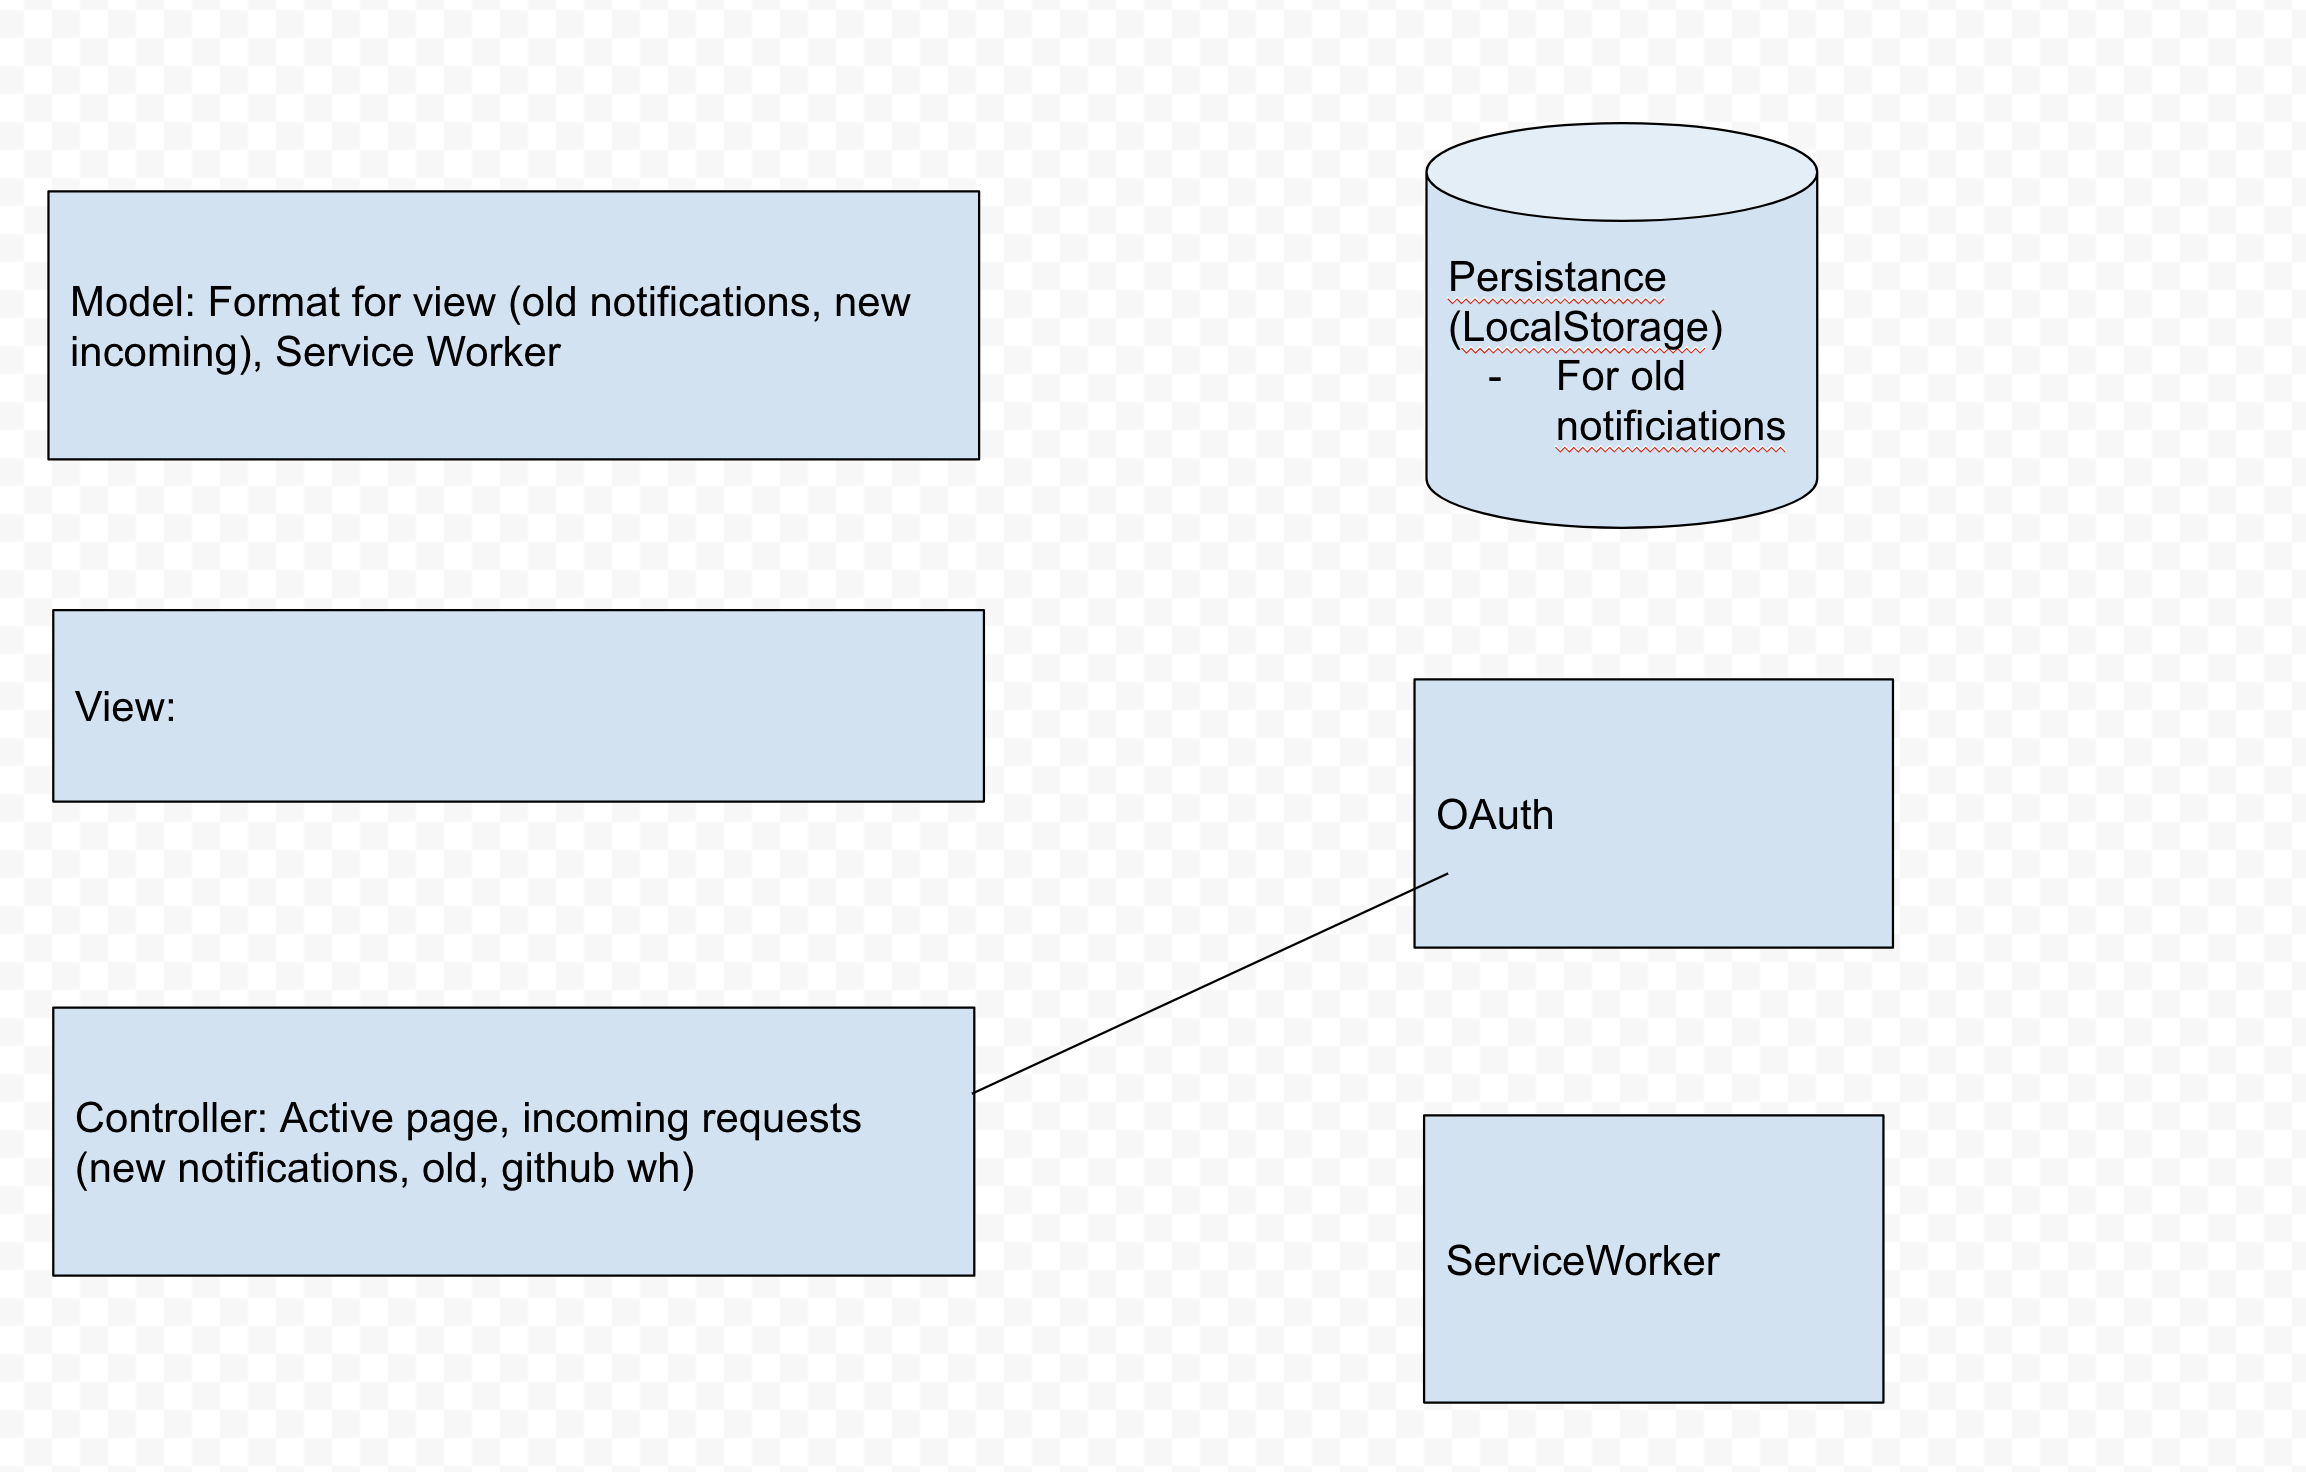 Model: Format for view (old notifications, new
incoming), Service Worker
Persistance
(LocalStorage)
- For old
notificiations
View:
OAuth
Controller: Active page, incoming requests
(new notifications, old, github wh)
ServiceWorker